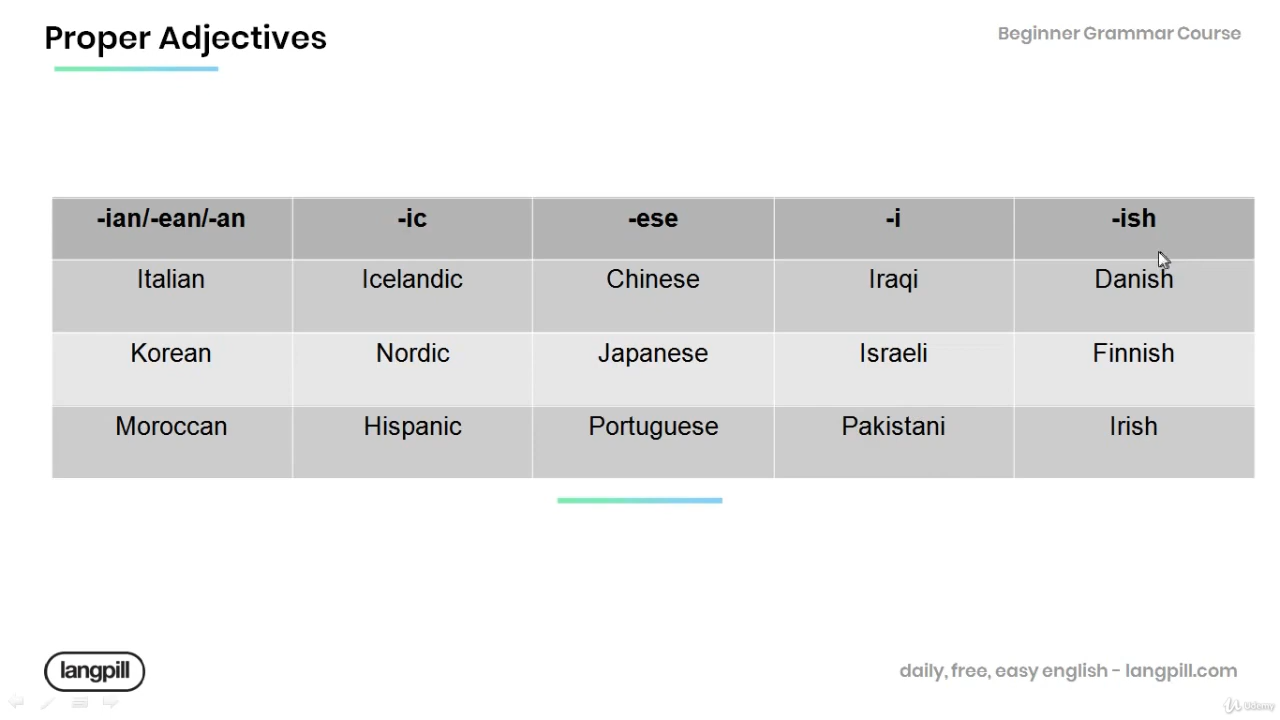 Proper Adjectives
Beginner Grammar Course
-ian/-ean/-an -ic -ese -i -ish
Italian Icelandic Chinese Iraqi Danish
Korean Nordic Japanese Israeli Finnish
Moroccan Hispanic Portuguese Pakistani Irish
langpill
daily, free, easy english - langpill.com
Udemy